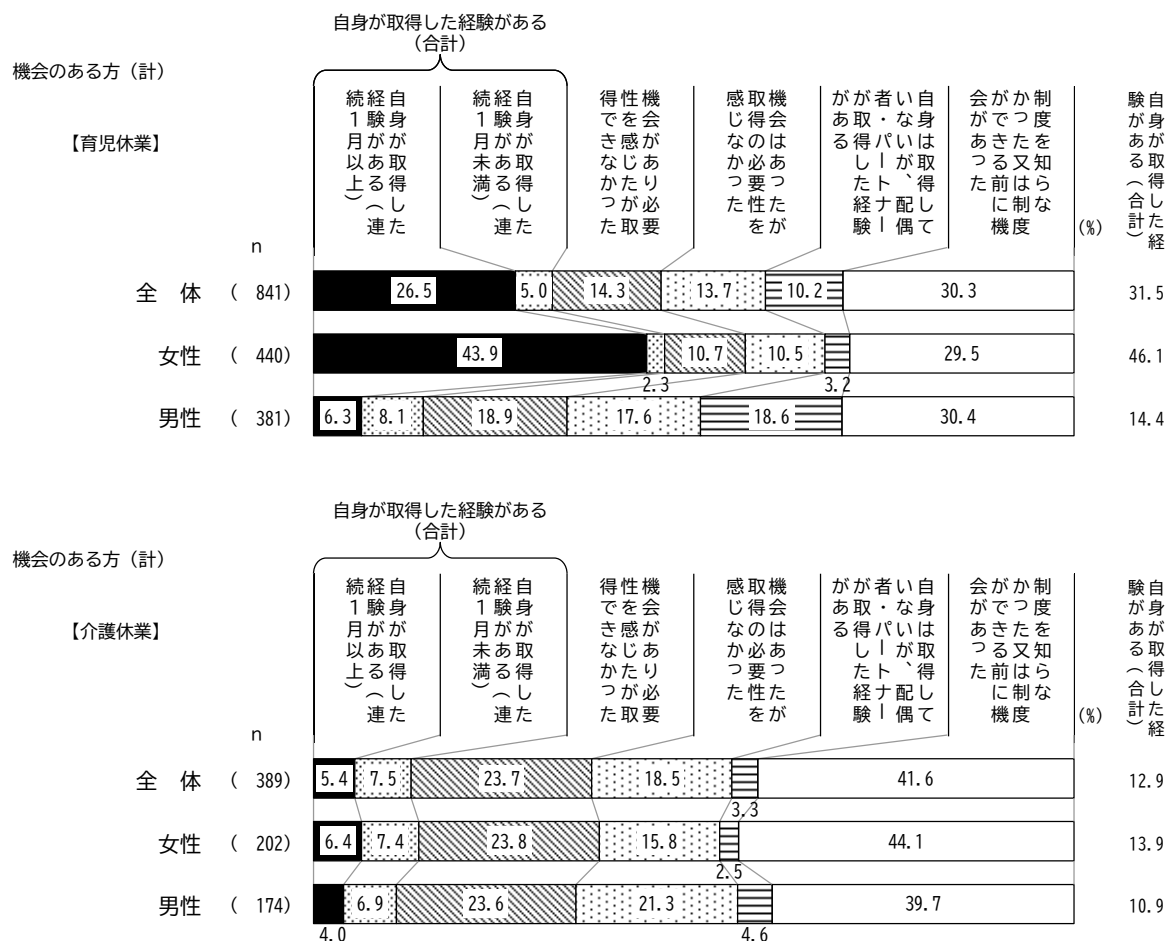 自身が取得した経験がある
(合計)
機会のある方（計）
【育児休業】
自身が取得した
経験がある（連
続１月以上）
自身が取得した
経験がある（連
続１月未満）
機会があり必要
性を感じたが取
得できなかった
機会はあったが
取得の必要性を
感じなかった
自身は取得して
いないが、配偶
者・パートナー
が取得した経験
がある
制度を知らな
かった又は制度
ができる前に機
会があった
(%)
自身が取得した経
験がある（合計）
n
全 体 ( 841) 26.5 5.0 14.3 13.7 10.2 30.3 31.5
女性 ( 440) 43.9 10.7 10.5 29.5 46.1
2.3 3.2
男性 ( 381) 6.3 8.1 18.9 17.6 18.6 30.4 14.4
自身が取得した経験がある
(合計)
機会のある方（計）
【介護休業】
自身が取得した
経験がある（連
続１月以上）
自身が取得した
経験がある（連
続１月未満）
機会があり必要
性を感じたが取
得できなかった
機会はあったが
取得の必要性を
感じなかった
自身は取得して
いないが、配偶
者・パートナー
が取得した経験
がある
制度を知らな
かった又は制度
ができる前に機
会があった
(%)
自身が取得した経
験がある（合計）
n
全 体 ( 389) 5.4 7.5 23.7 18.5 41.6 12.9
3.3
女性 ( 202) 6.4 7.4 23.8 15.8 44.1 13.9
2.5
男性 ( 174) 6.9 23.6 21.3 39.7 10.9
4.0 4.6